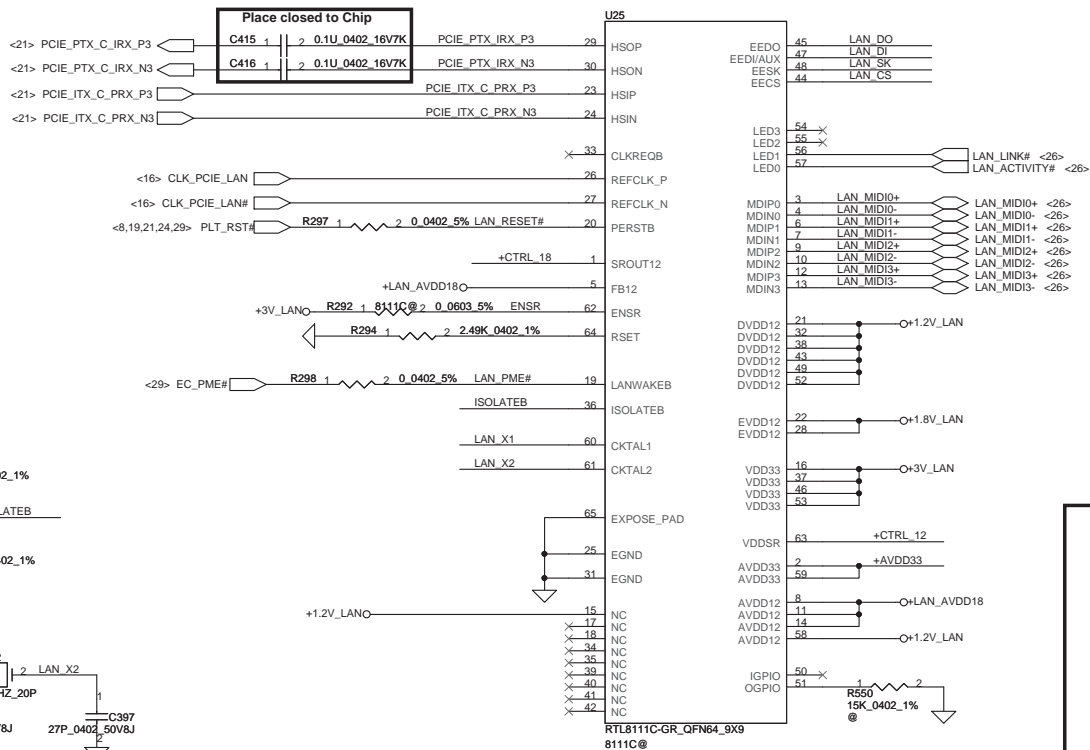 Place closed to Chip
U25
<21> PCIE_PTX_C_IRX_P3 C415 1 2 0.1U_0402_16V7K PCIE_PTX_IRX_P3 29 HSOP
<21> PCIE_PTX_C_IRX_N3 C416 1 2 0.1U_0402_16V7K PCIE_PTX_IRX_N3 30 HSON
<21> PCIE_ITX_C_PRX_P3 PCIE_ITX_C_PRX_P3 23 HSIP
<21> PCIE_ITX_C_PRX_N3 PCIE_ITX_C_PRX_N3 24 HSIN
33 CLKREQB
<16> CLK_PCIE_LAN 26 REFCLK_P
<16> CLK_PCIE_LAN# 27 REFCLK_N
<8,19,21,24,29> PLT_RST# R297 1 2 0_0402_5% LAN_RESET# 20 PERSTB
+CTRL_18 1 SROUT12
+LAN_AVDD18 5 FB12
+3V_LAN R292 1 8111C@ 2 0_0603_5% ENSR 62 ENSR
R294 1 2 2.49K_0402_1% 64 RSET
<29> EC_PME# R298 1 2 0_0402_5% LAN_PME# 19 LANWAKEB
ISOLATEB 36 ISOLATEB
LAN_X1 60 CKTAL1
LAN_X2 61 CKTAL2
65 EXPOSE_PAD
25 EGND
31 EGND
+1.2V_LAN 15 NC
17 NC
18 NC
34 NC
35 NC
39 NC
40 NC
41 NC
42 NC
EEDO 45 LAN_DO
EEDI/AUX 47 LAN_DI
EESK 48 LAN_SK
EECS 44 LAN_CS
LED3 54
LED2 55
LED1 56 LAN_LINK# <26>
LED0 57 LAN_ACTIVITY# <26>
MDIP0 3 LAN_MIDI0+ LAN_MIDI0+ <26>
MDIN0 4 LAN_MIDI0- LAN_MIDI0- <26>
MDIP1 6 LAN_MIDI1+ LAN_MIDI1+ <26>
MDIN1 7 LAN_MIDI1- LAN_MIDI1- <26>
MDIP2 9 LAN_MIDI2+ LAN_MIDI2+ <26>
MDIN2 10 LAN_MIDI2- LAN_MIDI2- <26>
MDIP3 12 LAN_MIDI3+ LAN_MIDI3+ <26>
MDIN3 13 LAN_MIDI3- LAN_MIDI3- <26>
DVDD12 21 +1.2V_LAN
DVDD12 32
DVDD12 38
DVDD12 43
DVDD12 49
DVDD12 52
EVDD12 22 +1.8V_LAN
EVDD12 28
VDD33 16 +3V_LAN
VDD33 37
VDD33 46
VDD33 53
VDDSR 63 +CTRL_12
AVDD33 2 +AVDD33
AVDD33 59
AVDD12 8 +LAN_AVDD18
AVDD12 11
AVDD12 14
AVDD12 58 +1.2V_LAN
IGPIO 50
OGPIO 51 1 2
R550
15K_0402_1%
@
RTL8111C-GR_QFN64_9X9
8111C@
02_1%
LATEB
02_1%
2 LAN_X2
HZ_20P
1
C397
27P_0402_50V8J
2
/8J